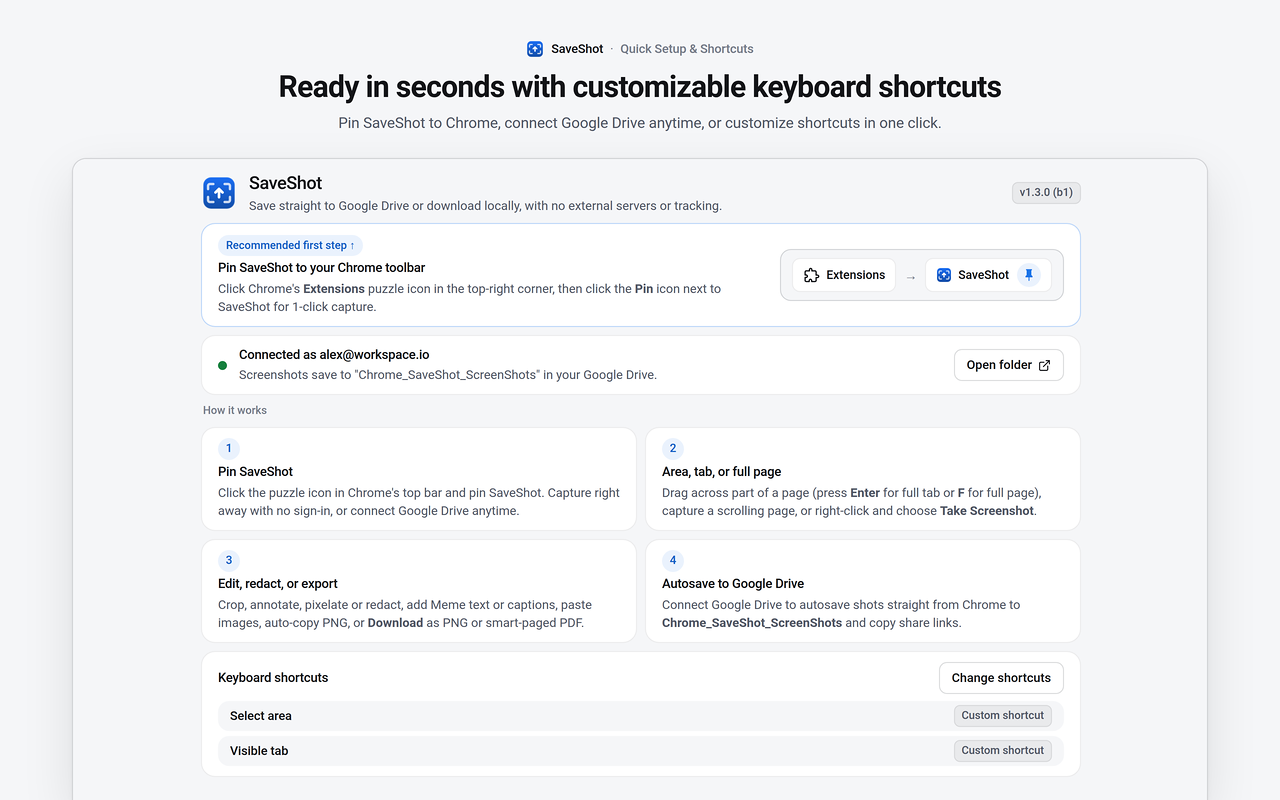 SaveShot · Quick Setup & Shortcuts
Ready in seconds with customizable keyboard shortcuts
Pin SaveShot to Chrome, connect Google Drive anytime, or customize shortcuts in one click.
SaveShot
Save straight to Google Drive or download locally, with no external servers or tracking.
v1.3.0 (b1)
Recommended first step ↑
Pin SaveShot to your Chrome toolbar
Click Chrome's Extensions puzzle icon in the top-right corner, then click the Pin icon next to
SaveShot for 1-click capture.
Extensions → SaveShot
Connected as alex@workspace.io
Screenshots save to "Chrome_SaveShot_ScreenShots" in your Google Drive.
Open folder
How it works
1
Pin SaveShot
Click the puzzle icon in Chrome's top bar and pin SaveShot. Capture right
away with no sign-in, or connect Google Drive anytime.
2
Area, tab, or full page
Drag across part of a page (press Enter for full tab or F for full page),
capture a scrolling page, or right-click and choose Take Screenshot.
3
Edit, redact, or export
Crop, annotate, pixelate or redact, add Meme text or captions, paste
images, auto-copy PNG, or Download as PNG or smart-paged PDF.
4
Autosave to Google Drive
Connect Google Drive to autosave shots straight from Chrome to
Chrome_SaveShot_ScreenShots and copy share links.
Keyboard shortcuts
Change shortcuts
Select area
Custom shortcut
Visible tab
Custom shortcut